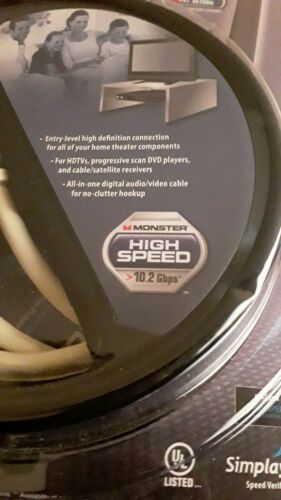 - Entry-level high definition connection
for all of your home theater components
- For HDTVs, progressive scan DVD players,
and cable/satellite receivers
- All-in-one digital audio/video cable
for no-clutter hookup
MONSTER
HIGH
SPEED
>10.2 Gbps*
UL
LISTED
Simplay
Speed Verif